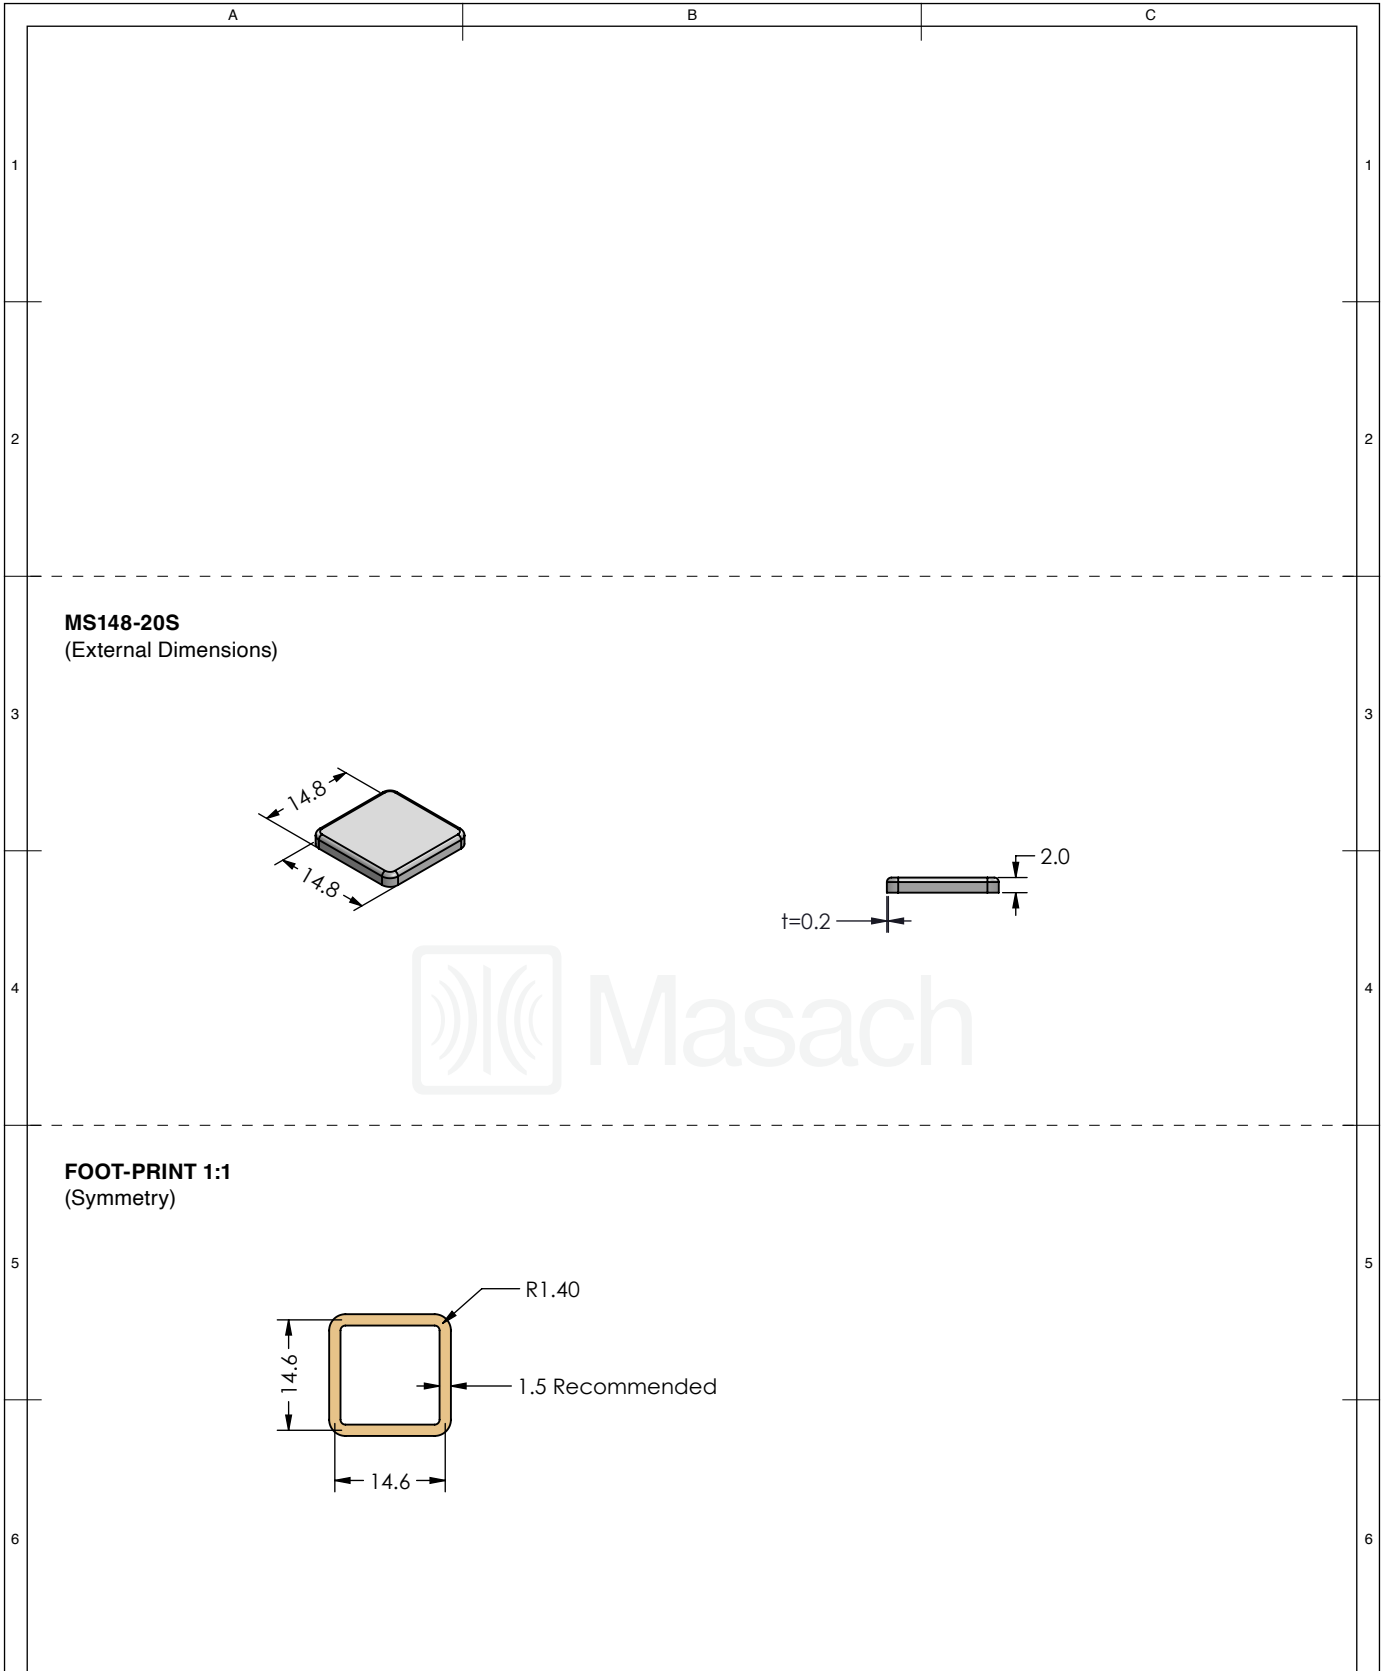 A B C
1 1
2 2
MS148-20S
(External Dimensions)
3 3
14.8
14.8
2.0
t=0.2
4 4
Masach
FOOT-PRINT 1:1
(Symmetry)
5 5
R1.40
14.6
1.5 Recommended
14.6
6 6